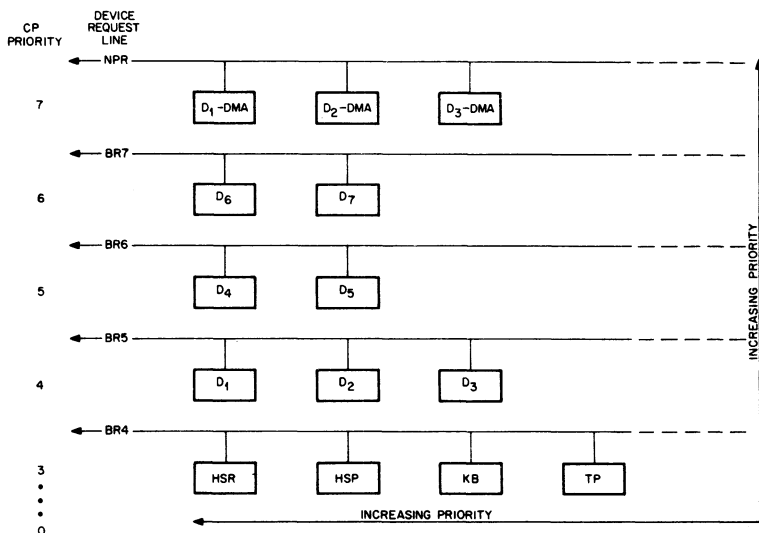 CP
PRIORITY
DEVICE
REQUEST
LINE
NPR
7
D1-DMA
D2-DMA
D3-DMA
BR7
6
D6
D7
BR6
5
D4
D5
BR5
4
D1
D2
D3
BR4
3
HSR
HSP
KB
TP
0
INCREASING PRIORITY
INCREASING PRIORITY